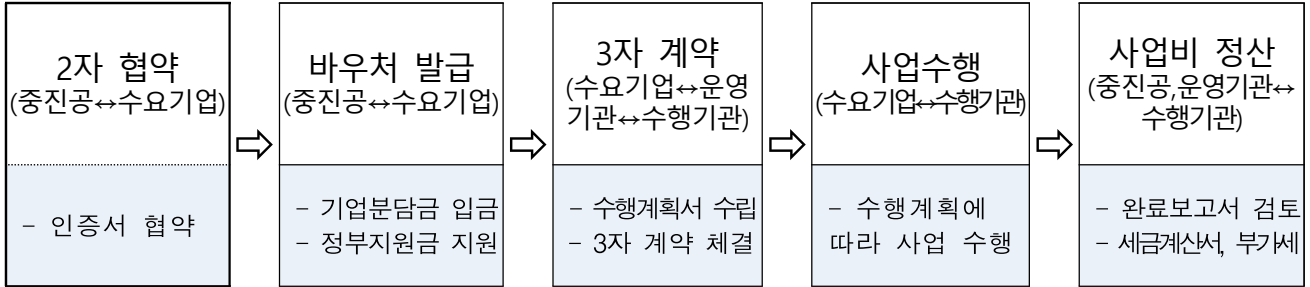 2자 협약
(중진공↔수요기업)
- 인증서 협약
바우처 발급
(중진공↔수요기업)
- 기업분담금 입금
- 정부지원금 지원
3자 계약
(수요기업↔운영
기관↔수행기관)
- 수행계획서 수립
- 3자 계약 체결
사업수행
(수요기업↔수행기관)
- 수행계획에
따라 사업 수행
사업비 정산
(중진공,운영기관↔
수행기관)
- 완료보고서 검토
- 세금계산서, 부가세